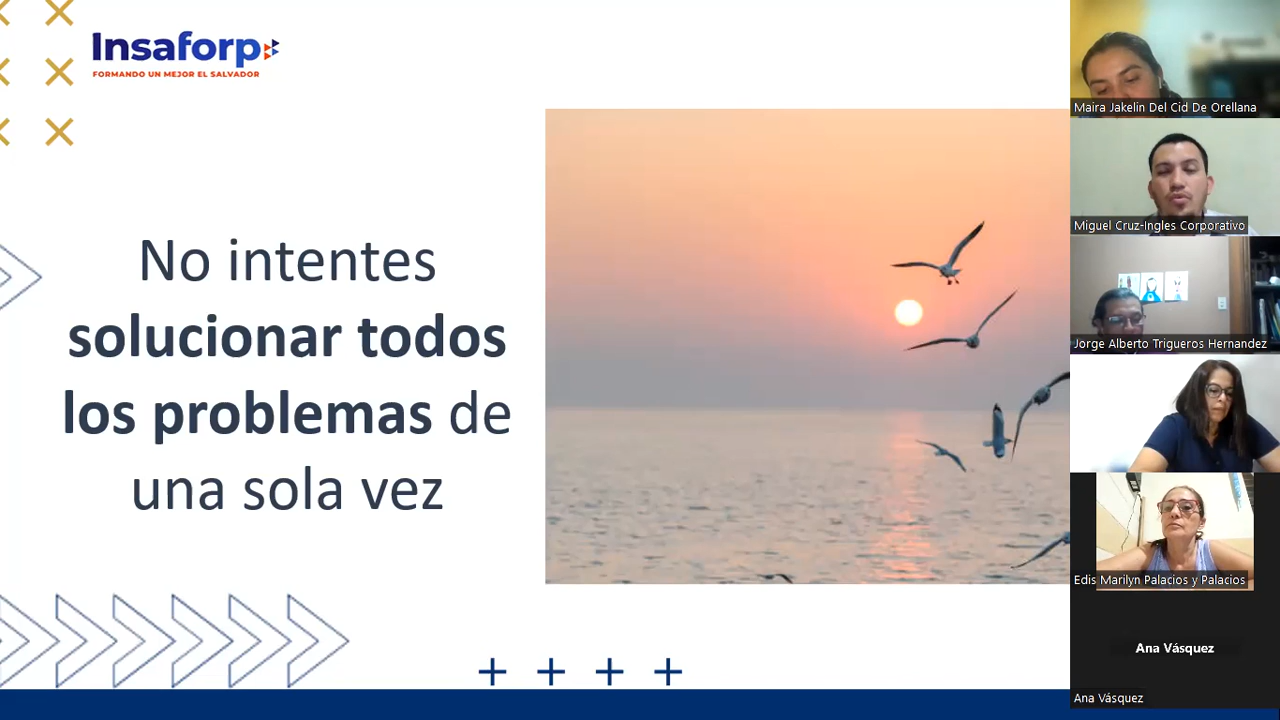 Insaforp
FORMANDO UN MEJOR EL SALVADOR
No intentes
solucionar todos
los problemas de
una sola vez
Maira Jakelin Del Cid De Orellana
Miguel Cruz-Ingles Corporativo
Jorge Alberto Trigueros Hernandez
Edis Marilyn Palacios y Palacios
Ana Vásquez
Ana Vásquez